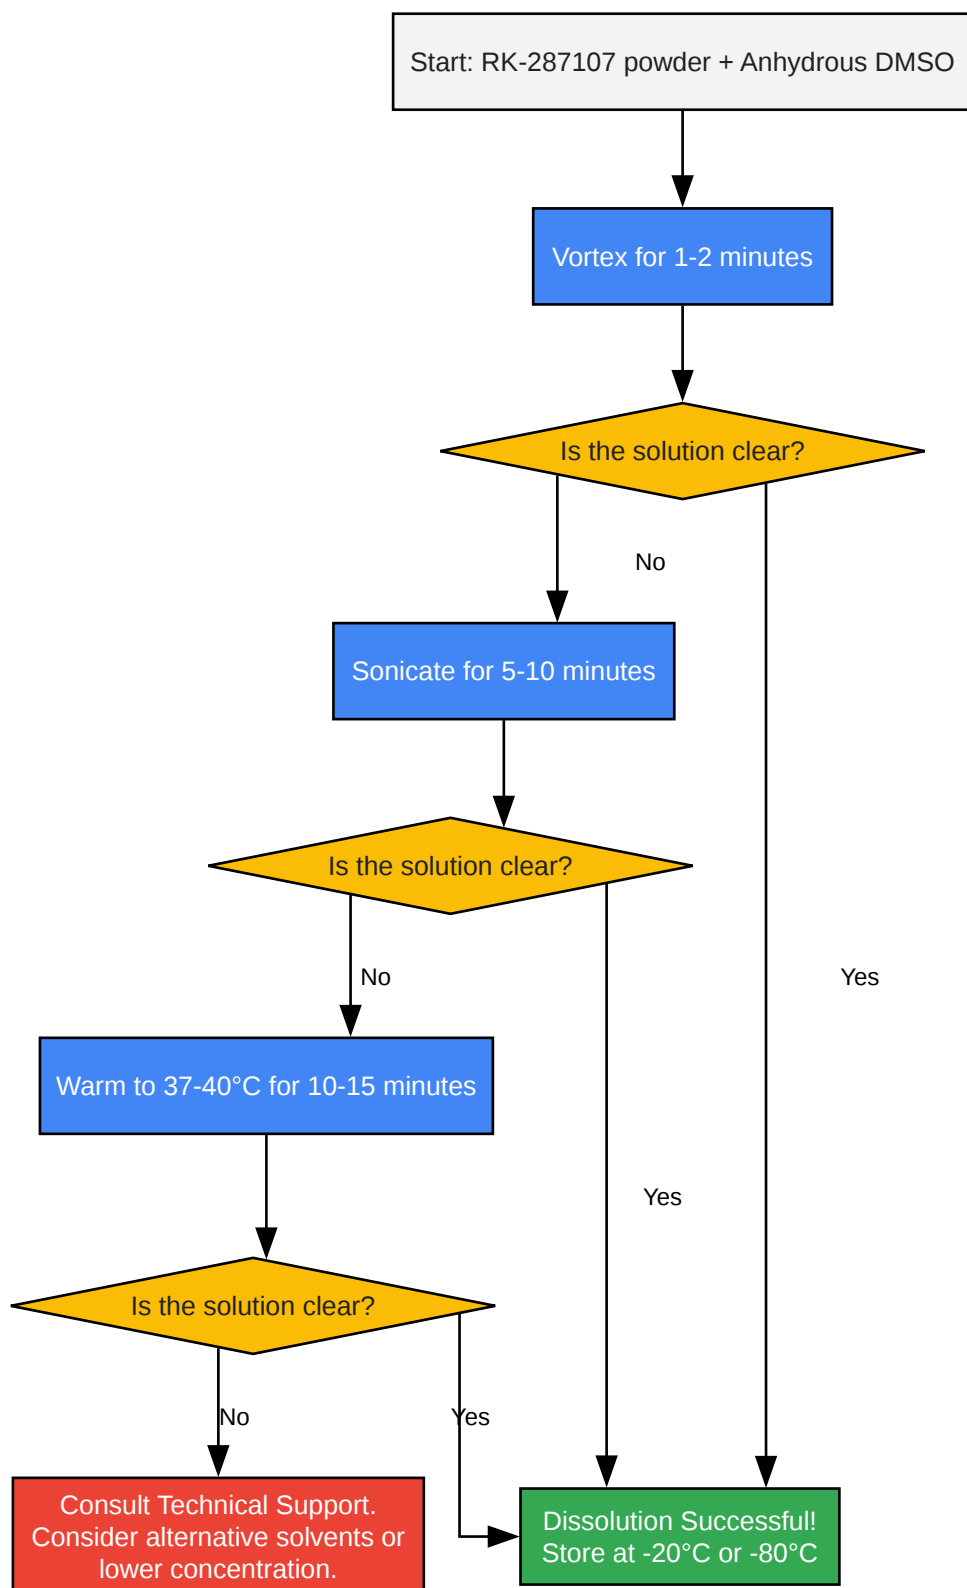 Start: RK-287107 powder + Anhydrous DMSO
Vortex for 1-2 minutes
Is the solution clear?
No
Sonicate for 5-10 minutes
Is the solution clear?
No
Yes
Warm to 37-40°C for 10-15 minutes
Yes
Is the solution clear?
No
Yes
Consult Technical Support.
Consider alternative solvents or
lower concentration.
Dissolution Successful!
Store at -20°C or -80°C